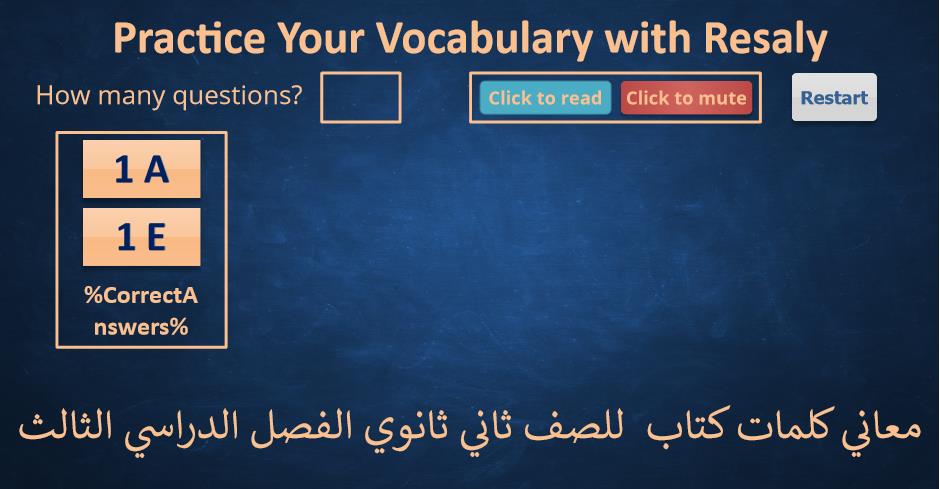 Practice Your Vocabulary with Resaly
How many questions?
Click to read
Click to mute
Restart
1 A
1 E
%CorrectA
nswers%
معاني كلمات كتاب للصف ثاني ثانوي الفصل الدراسي الثالث